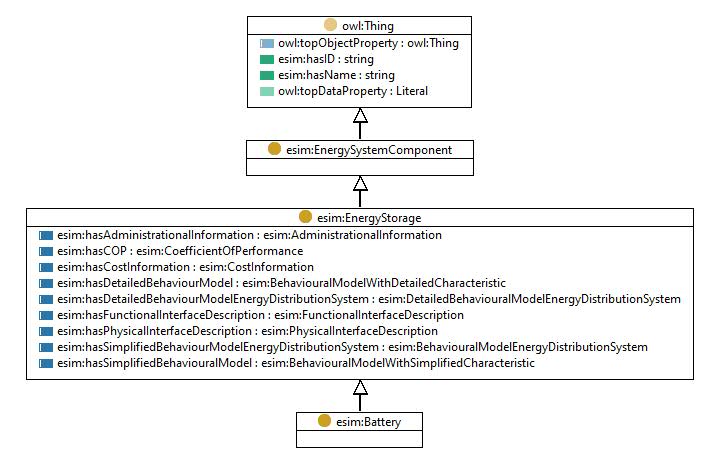 owl:Thing
owl:topObjectProperty : owl:Thing
esim:hasID : string
esim:hasName : string
owl:topDataProperty : Literal
esim:EnergySystemComponent
esim:EnergyStorage
esim:hasAdministrationalInformation : esim:AdministrationalInformation
esim:hasCOP : esim:CoefficientOfPerformance
esim:hasCostInformation : esim:CostInformation
esim:hasDetailedBehaviourModel : esim:BehaviouralModelWithDetailedCharacteristic
esim:hasDetailedBehaviourModelEnergyDistributionSystem : esim:DetailedBehaviouralModelEnergyDistributionSystem
esim:hasFunctionalInterfaceDescription : esim:FunctionalInterfaceDescription
esim:hasPhysicalInterfaceDescription : esim:PhysicalInterfaceDescription
esim:hasSimplifiedBehaviourModelEnergyDistributionSystem : esim:BehaviouralModelEnergyDistributionSystem
esim:hasSimplifiedBehaviouralModel : esim:BehaviouralModelWithSimplifiedCharacteristic
esim:Battery